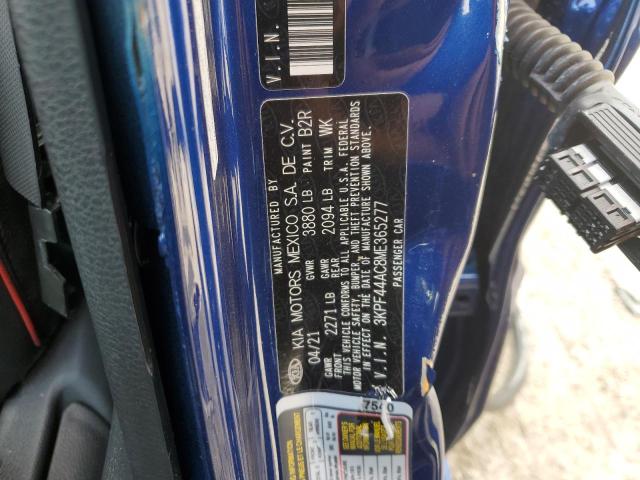 V.I.N.
MANUFACTURED BY
KIA KIA MOTORS MEXICO S.A. DE C.V.
04/21 GVWR 3880 LB PAINT B2R
GAWR FRONT 2271 LB GAWR REAR 2094 LB TRIM WK
THIS VEHICLE CONFORMS TO ALL APPLICABLE U.S.A. FEDERAL
MOTOR VEHICLE SAFETY, BUMPER, AND THEFT PREVENTION STANDARDS
IN EFFECT ON THE DATE OF MANUFACTURE SHOWN ABOVE.
V.I.N. 3KPF44AC8ME365277
PASSENGER CAR
7540